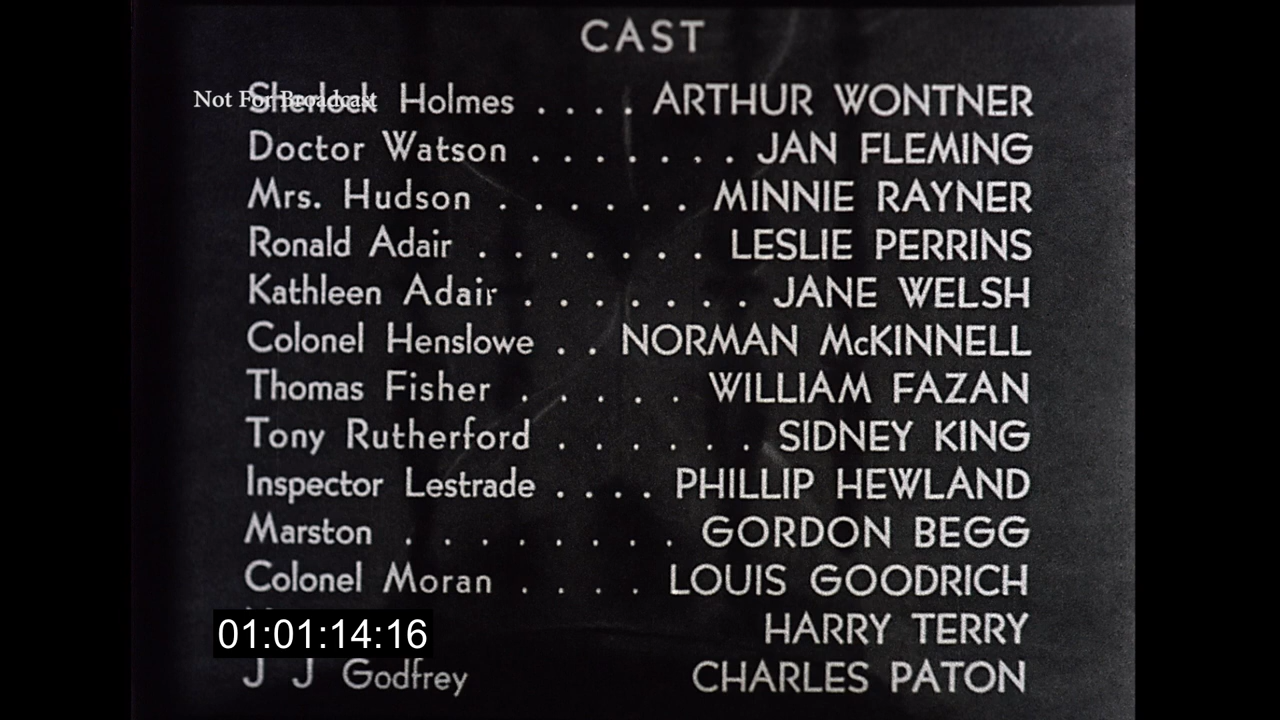 CAST
Not For Broadcast
Sherlock Holmes . . . . ARTHUR WONTNER
Doctor Watson . . . . . . . JAN FLEMING
Mrs. Hudson . . . . . . MINNIE RAYNER
Ronald Adair . . . . . . . LESLIE PERRINS
Kathleen Adair . . . . . . . JANE WELSH
Colonel Henslowe . . NORMAN McKINNELL
Thomas Fisher . . . . . WILLIAM FAZAN
Tony Rutherford . . . . . . SIDNEY KING
Inspector Lestrade . . . . PHILLIP HEWLAND
Marston . . . . . . . . GORDON BEGG
Colonel Moran . . . . LOUIS GOODRICH
01:01:14:16 HARRY TERRY
J J Godfrey CHARLES PATON